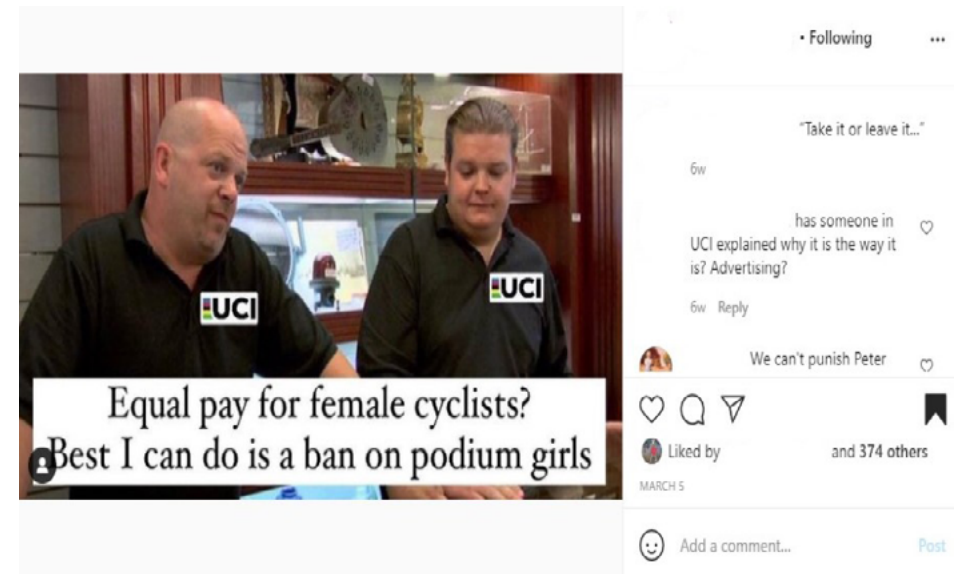 • Following
"Take it or leave it..."
6w
has someone in
UCI explained why it is the way it
is? Advertising?
6w Reply
We can't punish Peter
UCI
UCI
Equal pay for female cyclists?
Best I can do is a ban on podium girls
Liked by and 374 others
MARCH 5
Add a comment... Post